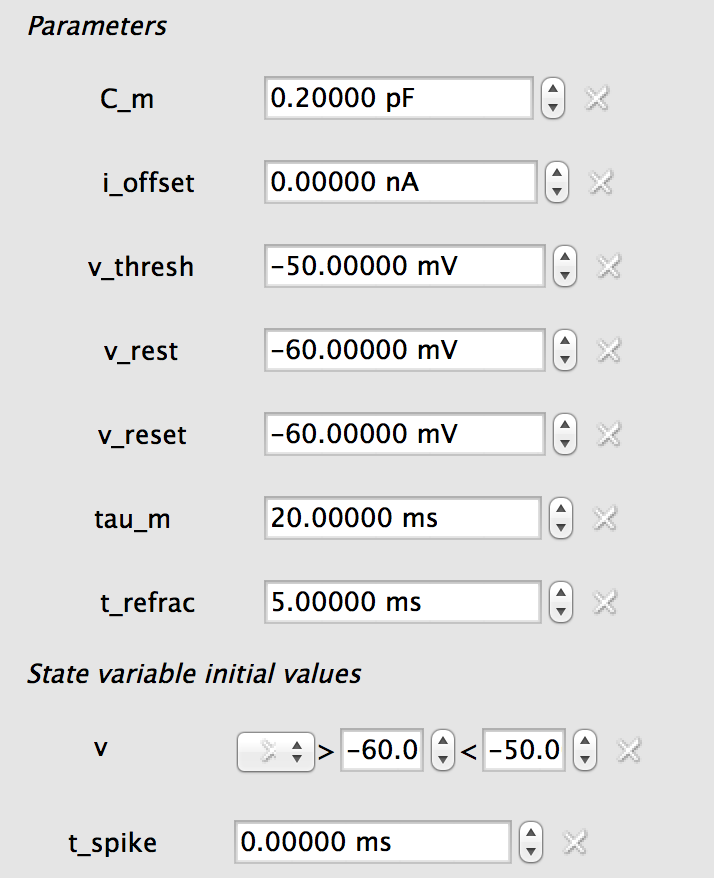 Parameters
C_m 0.20000 pF
i_offset 0.00000 nA
v_thresh -50.00000 mV
v_rest -60.00000 mV
v_reset -60.00000 mV
tau_m 20.00000 ms
t_refrac 5.00000 ms
State variable initial values
v > -60.0 < -50.0
t_spike 0.00000 ms